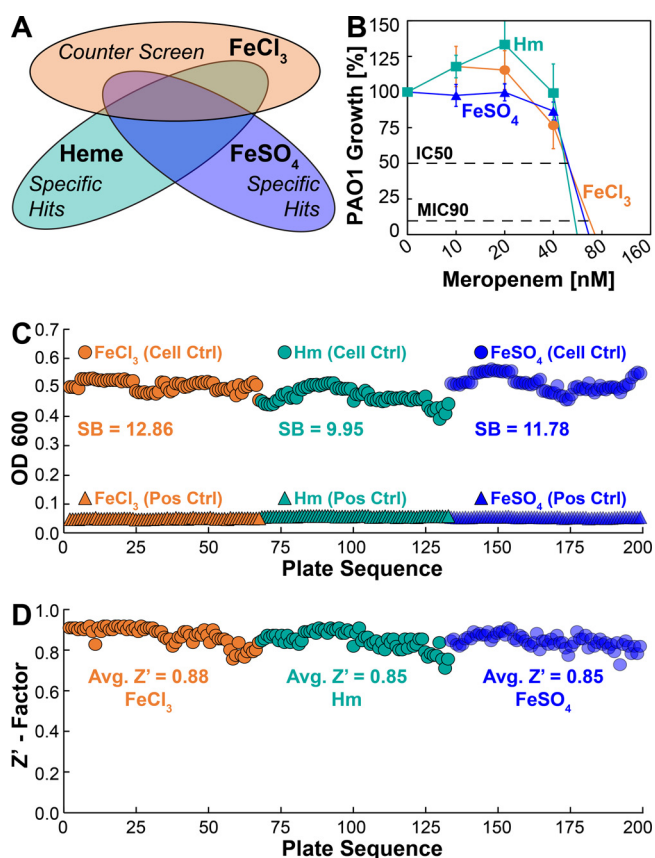 A
Counter Screen FeCl3
Heme
Specific
Hits
FeSO4
Specific
Hits
B
PAO1 Growth [%]
150
125
100
75
50
25
0
Hm
FeSO4
FeCl3
IC50
MIC90
0 10 20 40 80 160
Meropenem [nM]
C
OD 600
0.7
0.6
0.5
0.4
0.3
0.2
0.1
0.0
FeCl3 (Cell Ctrl) Hm (Cell Ctrl) FeSO4 (Cell Ctrl)
SB = 12.86 SB = 9.95 SB = 11.78
FeCl3 (Pos Ctrl) Hm (Pos Ctrl) FeSO4 (Pos Ctrl)
0 25 50 75 100 125 150 175 200
Plate Sequence
D
Z' - Factor
1.0
0.8
0.6
0.4
0.2
0.0
Avg. Z' = 0.88 Avg. Z' = 0.85 Avg. Z' = 0.85
FeCl3 Hm FeSO4
0 25 50 75 100 125 150 175 200
Plate Sequence